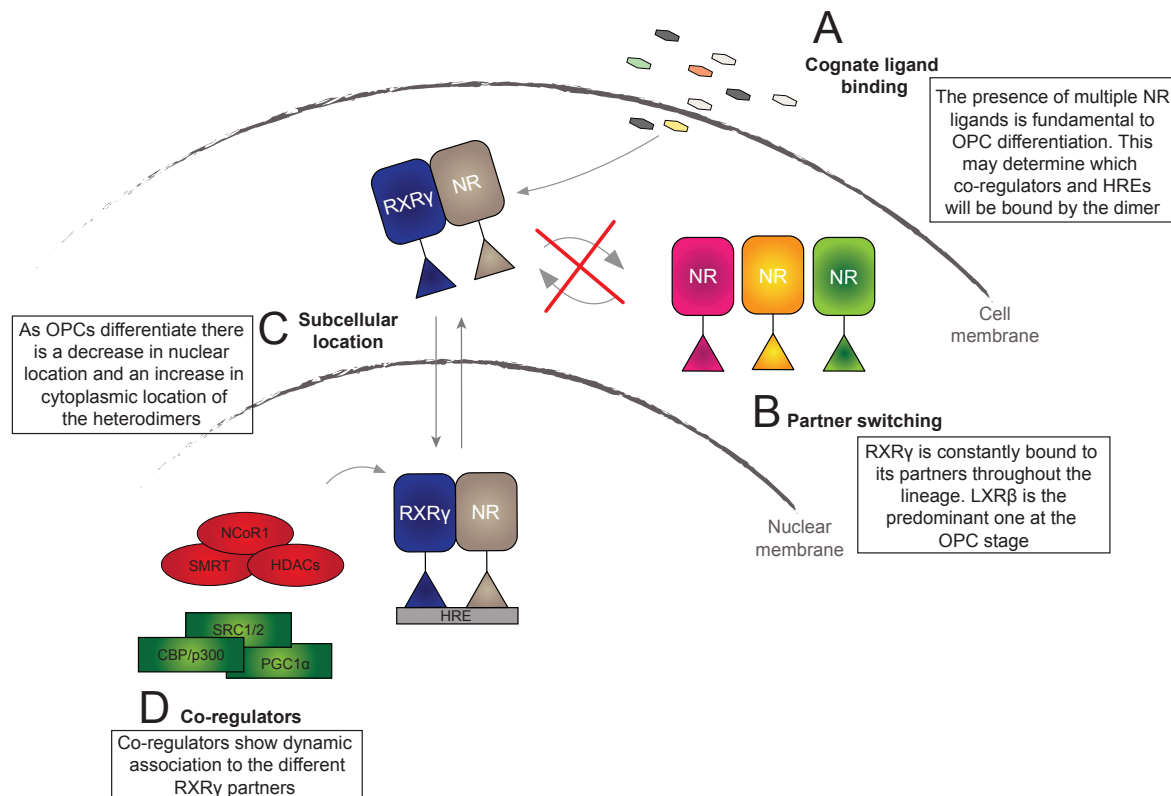 A
Cognate ligand
binding
The presence of multiple NR
ligands is fundamental to
OPC differentiation. This
may determine which
co-regulators and HREs
will be bound by the dimer
RXRγ
NR
NR
NR
NR
Cell
membrane
C
Subcellular
location
As OPCs differentiate there
is a decrease in nuclear
location and an increase in
cytoplasmic location of
the heterodimers
B
Partner switching
RXRγ is constantly bound to
its partners throughout the
lineage. LXRβ is the
predominant one at the
OPC stage
Nuclear
membrane
RXRγ
NR
HRE
NCoR1
SMRT
HDACs
SRC1/2
CBP/p300
PGC1α
D
Co-regulators
Co-regulators show dynamic
association to the different
RXRγ partners